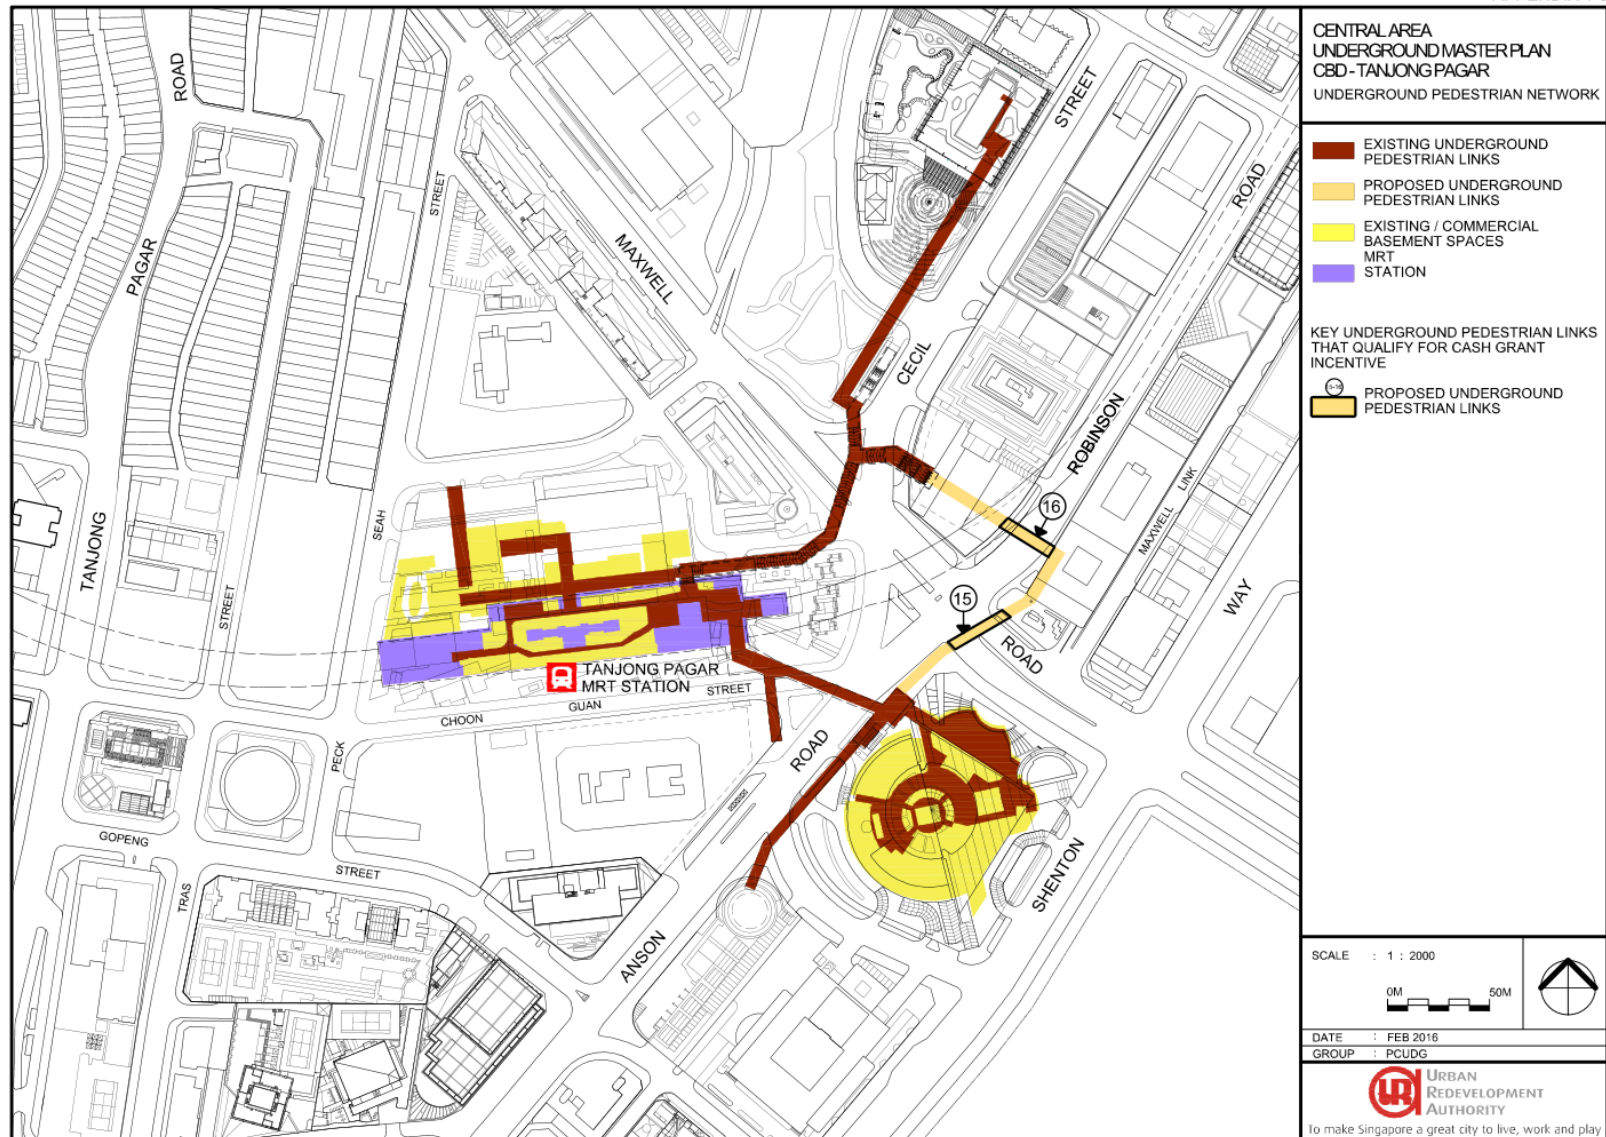 CENTRAL AREA
UNDERGROUND MASTER PLAN
CBD - TANJONG PAGAR
UNDERGROUND PEDESTRIAN NETWORK
EXISTING UNDERGROUND
PEDESTRIAN LINKS
PROPOSED UNDERGROUND
PEDESTRIAN LINKS
EXISTING / COMMERCIAL
BASEMENT SPACES
MRT
STATION
KEY UNDERGROUND PEDESTRIAN LINKS
THAT QUALIFY FOR CASH GRANT
INCENTIVE
PROPOSED UNDERGROUND
PEDESTRIAN LINKS
SCALE : 1 : 2000
0M 50M
DATE : FEB 2016
GROUP : PCUDG
URBAN
REDEVELOPMENT
AUTHORITY
To make Singapore a great city to live, work and play
ROAD
PAGAR
TANJONG
STREET
MAXWELL
STREET
ROAD
CECIL
ROBINSON
LINK
MAXWELL
WAY
16
15
ROAD
SEAH
STREET
TANJONG PAGAR
MRT STATION
STREET
GUAN
CHOON
PECK
ROAD
SHENTON
GOPENG
STREET
TRAS
ANSON